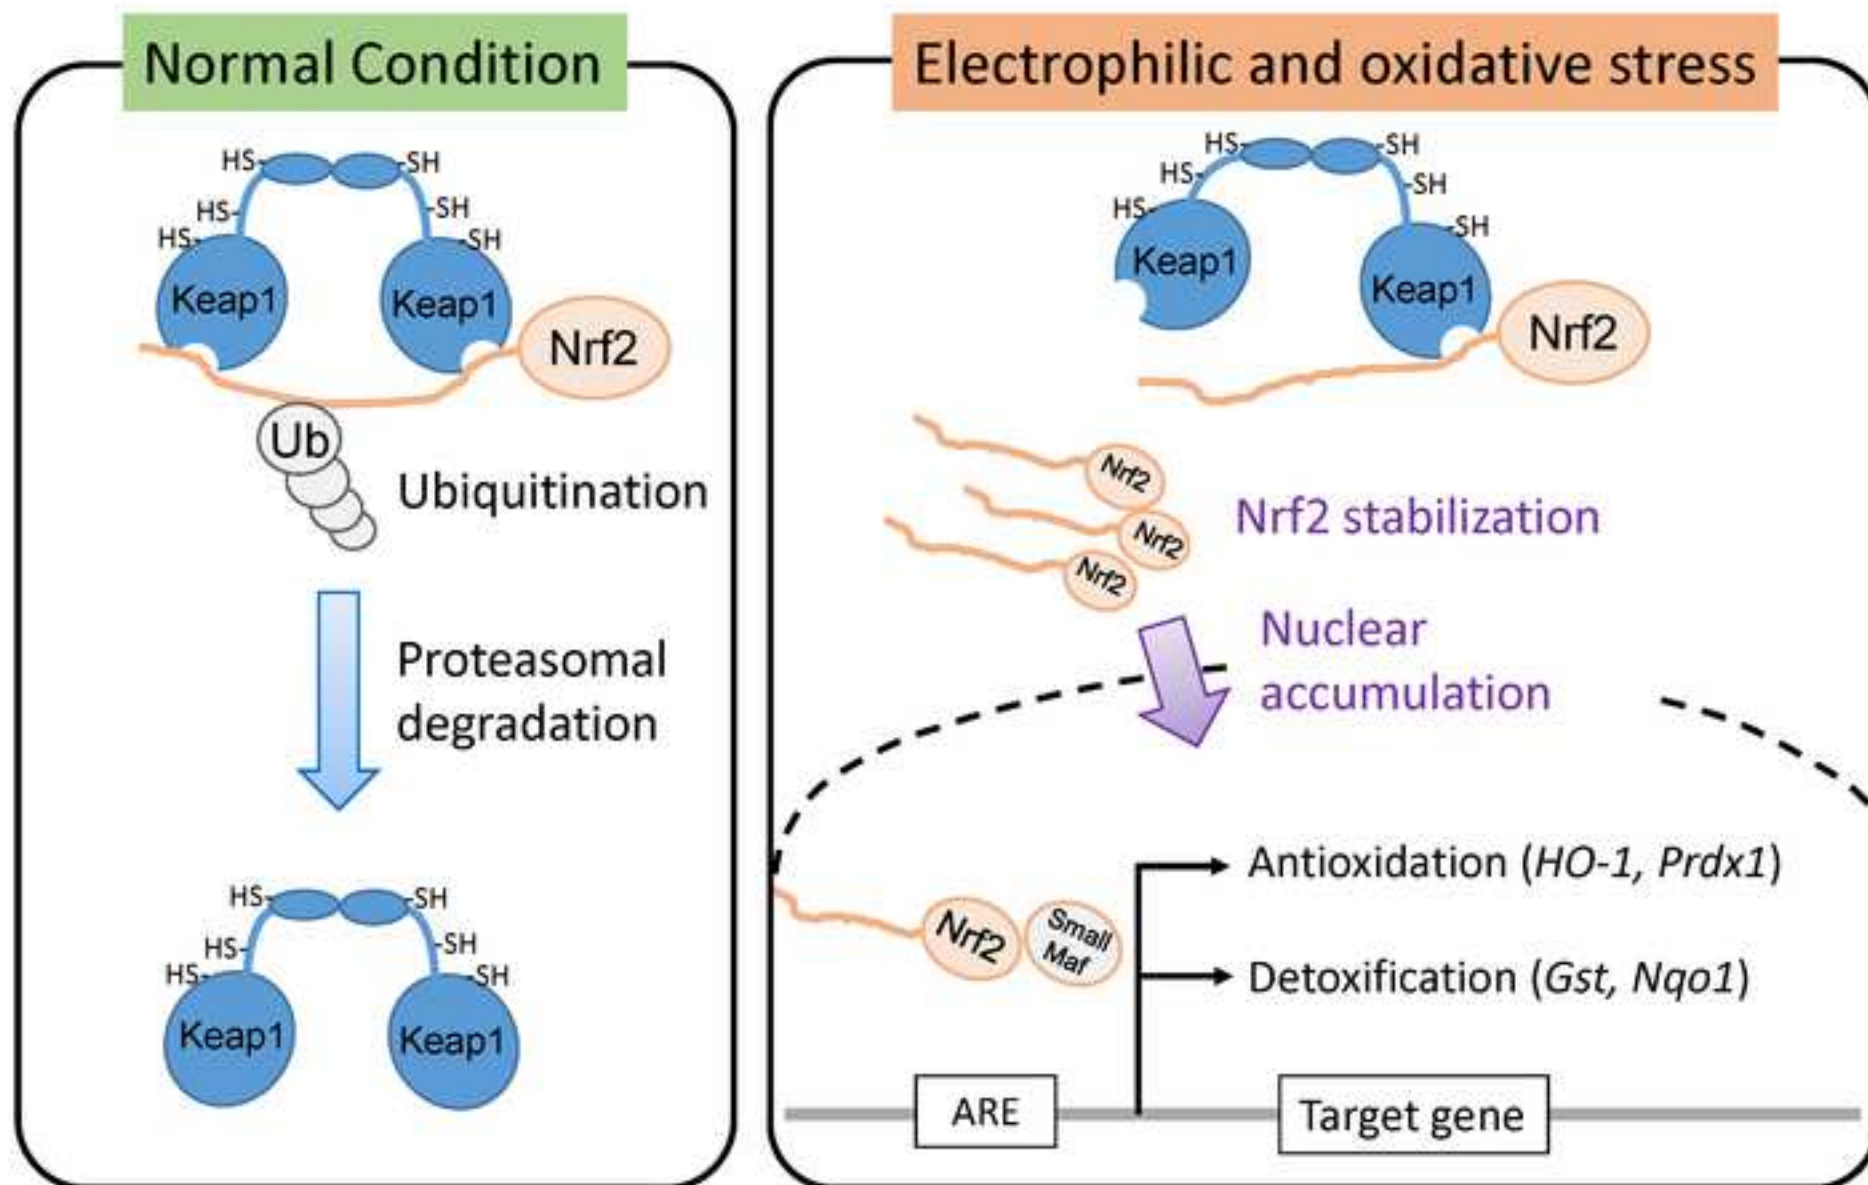 Normal Condition
HS- -SH
HS- -SH
HS- -SH
Keap1 Keap1
Nrf2
Ub
Ubiquitination
Proteasomal
degradation
HS- -SH
HS- -SH
HS- -SH
Keap1 Keap1
Electrophilic and oxidative stress
HS- -SH
HS- -SH
HS- -SH
Keap1 Keap1
Nrf2
Nrf2
Nrf2
Nrf2
Nrf2 stabilization
Nuclear
accumulation
Nrf2
Small
Maf
Antioxidation (HO-1, Prdx1)
Detoxification (Gst, Nqo1)
ARE
Target gene